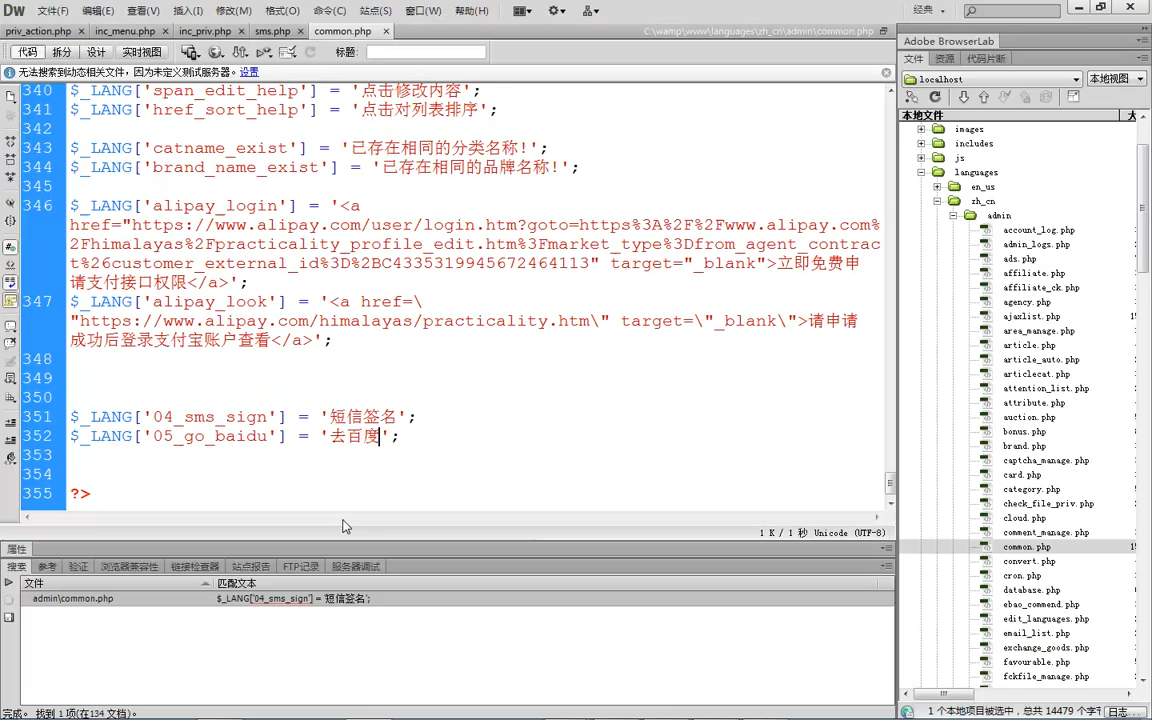 Dw 文件(F) 编辑(E) 查看(V) 插入(I) 修改(M) 格式(O) 命令(C) 站点(S) 窗口(W) 帮助(H) 经典
priv_action.php × inc_menu.php × inc_priv.php × sms.php × common.php × C:\wamp\www\languages\zh_cn\admin\common.php
代码 拆分 设计 实时视图 标题:
无法搜索到动态相关文件，因为未定义测试服务器。 设置
340 $_LANG['span_edit_help'] = '点击修改内容';
341 $_LANG['href_sort_help'] = '点击对列表排序';
342
343 $_LANG['catname_exist'] = '已存在相同的分类名称!';
344 $_LANG['brand_name_exist'] = '已存在相同的品牌名称!';
345
346 $_LANG['alipay_login'] = '<a
href="https://www.alipay.com/user/login.htm?goto=https%3A%2F%2Fwww.alipay.com%
2Fhimalayas%2Fpracticality_profile_edit.htm%3Fmarket_type%3Dfrom_agent_contrac
t%26customer_external_id%3D%2BC4335319945672464113" target="_blank">立即免费申
请支付接口权限</a>';
347 $_LANG['alipay_look'] = '<a href=\
"https://www.alipay.com/himalayas/practicality.htm\" target=\"_blank\">请申请
成功后登录支付宝账户查看</a>';
348
349
350
351 $_LANG['04_sms_sign'] = '短信签名';
352 $_LANG['05_go_baidu'] = '去百度';
353
354
355 ?>
1 K / 1 秒 Unicode (UTF-8)
属性
搜索 参考 验证 浏览器兼容性 链接检查器 站点报告 FTP记录 服务器调试
文件 匹配文本
admin\common.php $_LANG['04_sms_sign'] = '短信签名';
完成。 找到 1 项(在134 文档)。
Adobe BrowserLab
文件 资源 代码片断
localhost 本地视图
本地文件 大
images
includes
js
languages
en_us
zh_cn
admin
account_log.php
admin_logs.php
ads.php
affiliate.php
affiliate_ck.php
agency.php
ajaxlist.php
area_manage.php
article.php
article_auto.php
articlecat.php
attention_list.php
attribute.php
auction.php
bonus.php
brand.php
captcha_manage.php
card.php
category.php
check_file_priv.php
cloud.php
comment_manage.php
common.php
convert.php
cron.php
database.php
ebao_commend.php
edit_languages.php
email_list.php
exchange_goods.php
favourable.php
fckfile_manage.php
1 个本地项目被选中，总共 14479 个字节 日志...